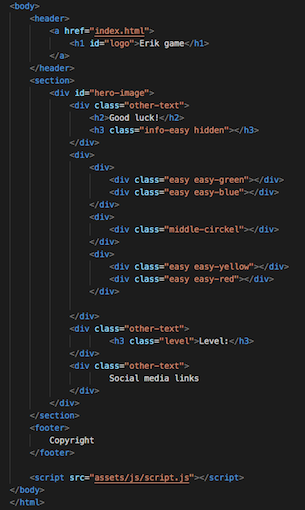 <body>
<header>
<a href="index.html">
<h1 id="logo">Erik game</h1>
</a>
</header>
<section>
<div id="hero-image">
<div class="other-text">
<h2>Good luck!</h2>
<h3 class="info-easy hidden"></h3>
</div>
<div>
<div>
<div class="easy easy-green"></div>
<div class="easy easy-blue"></div>
</div>
<div>
<div class="middle-circkel"></div>
</div>
<div>
<div class="easy easy-yellow"></div>
<div class="easy easy-red"></div>
</div>
</div>
<div class="other-text">
<h3 class="level">Level:</h3>
</div>
<div class="other-text">
Social media links
</div>
</div>
</section>
<footer>
Copyright
</footer>
<script src="assets/js/script.js"></script>
</body>
</html>